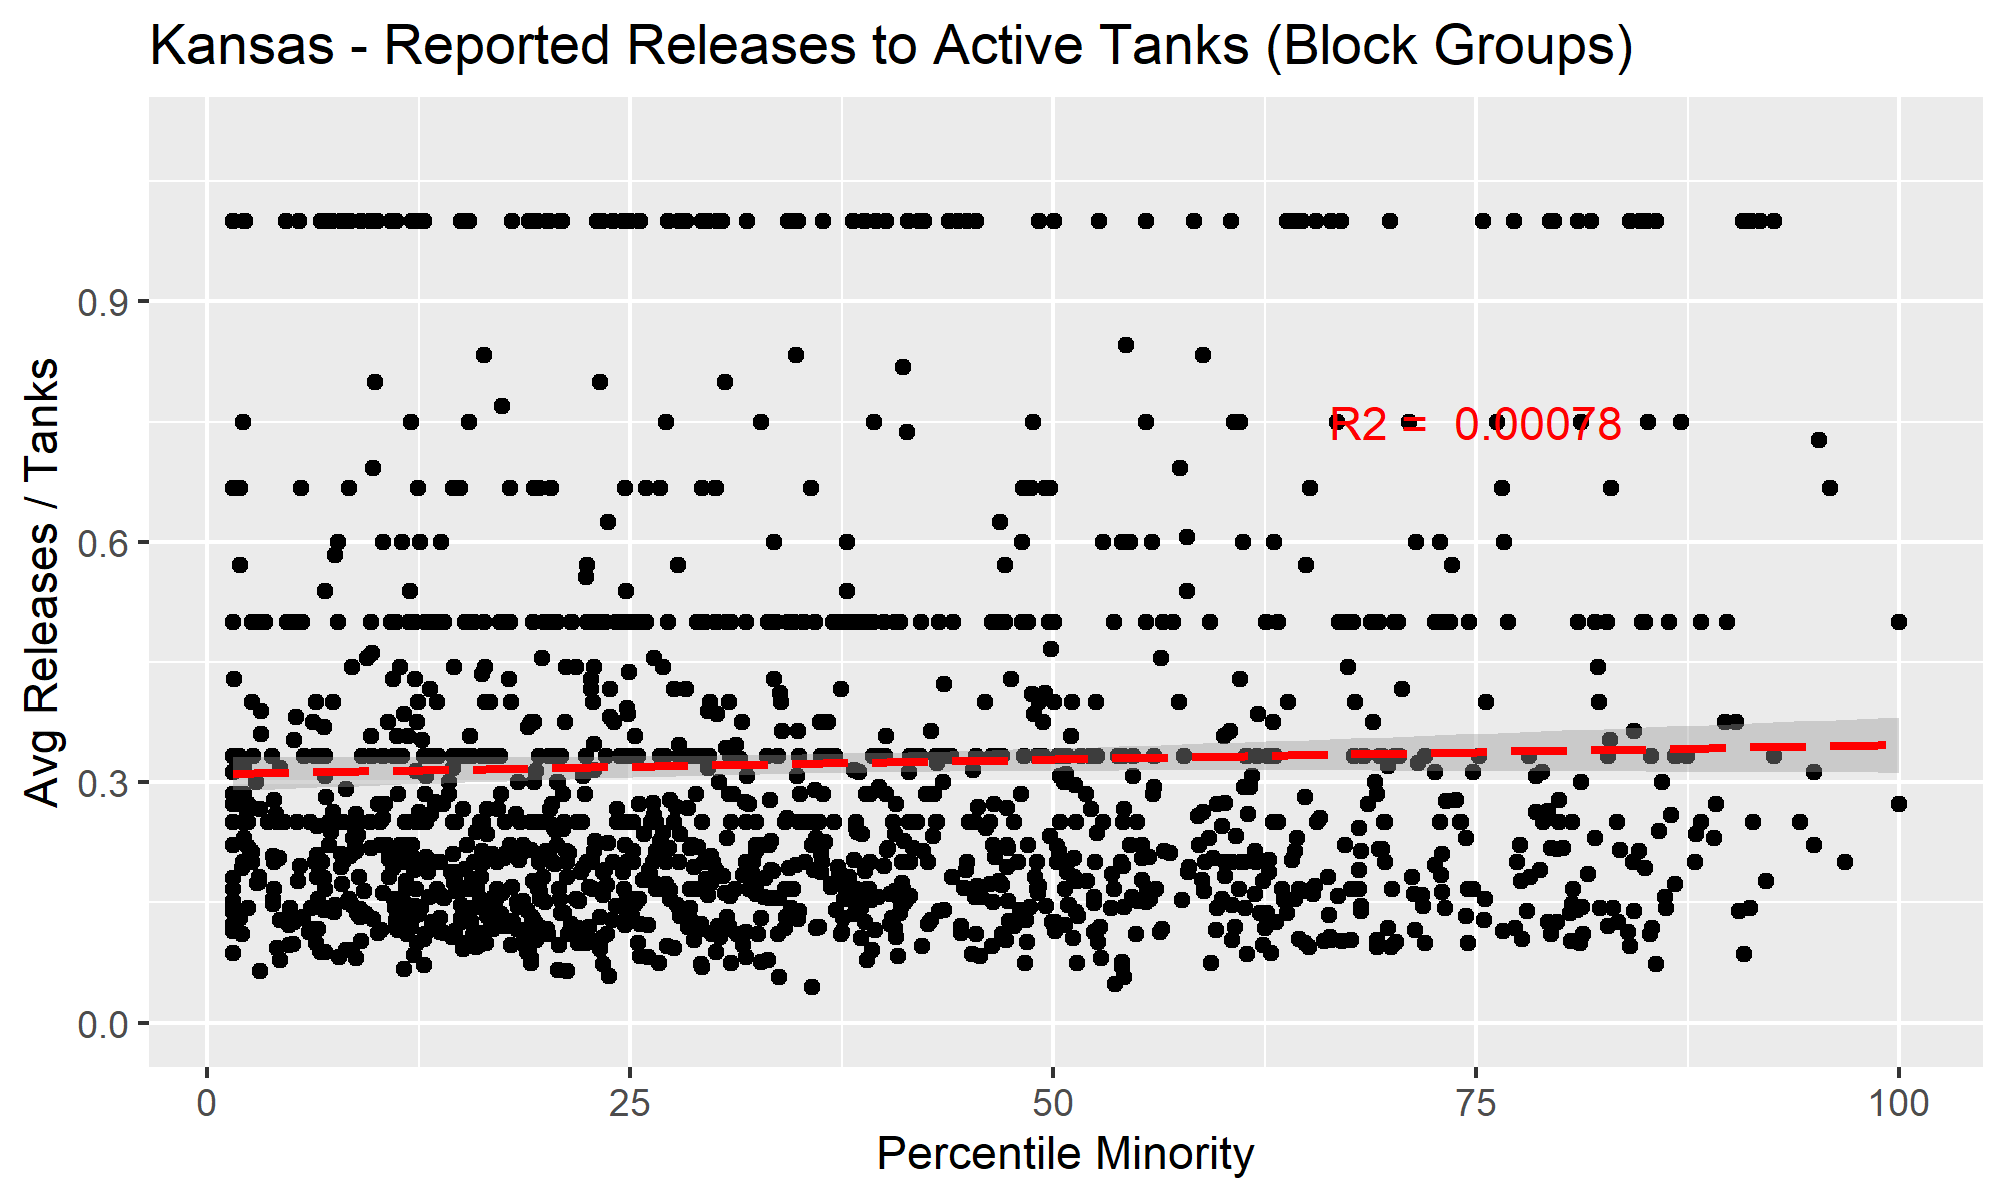 Kansas - Reported Releases to Active Tanks (Block Groups)
Avg Releases / Tanks
0.9
0.6
0.3
0.0
R2 =  0.00078
0
25
50
75
100
Percentile Minority